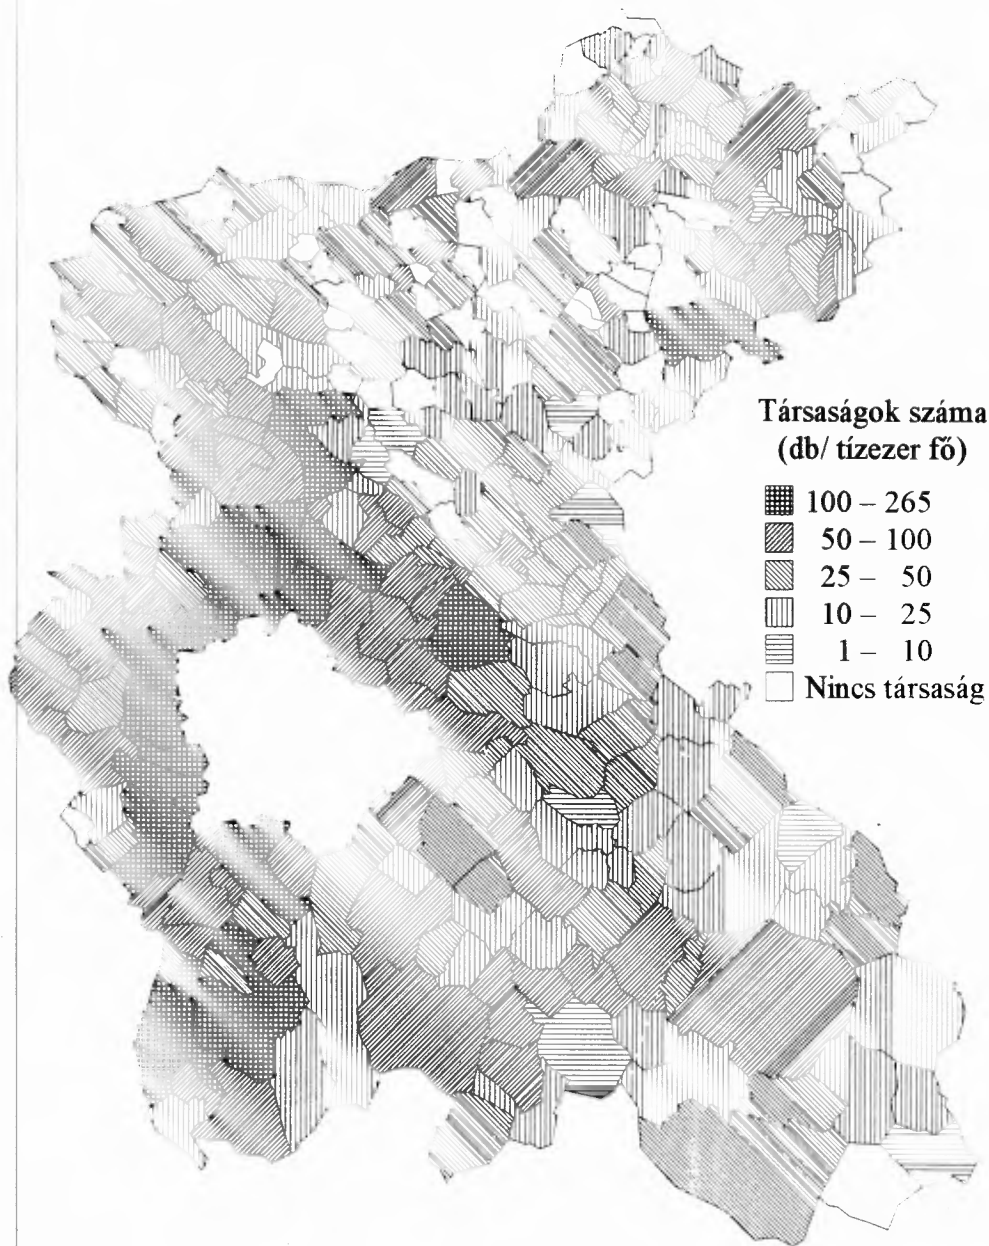 Társaságok száma
(db/ tízezer fő)
100 – 265
50 – 100
25 – 50
10 – 25
1 – 10
Nincs társaság